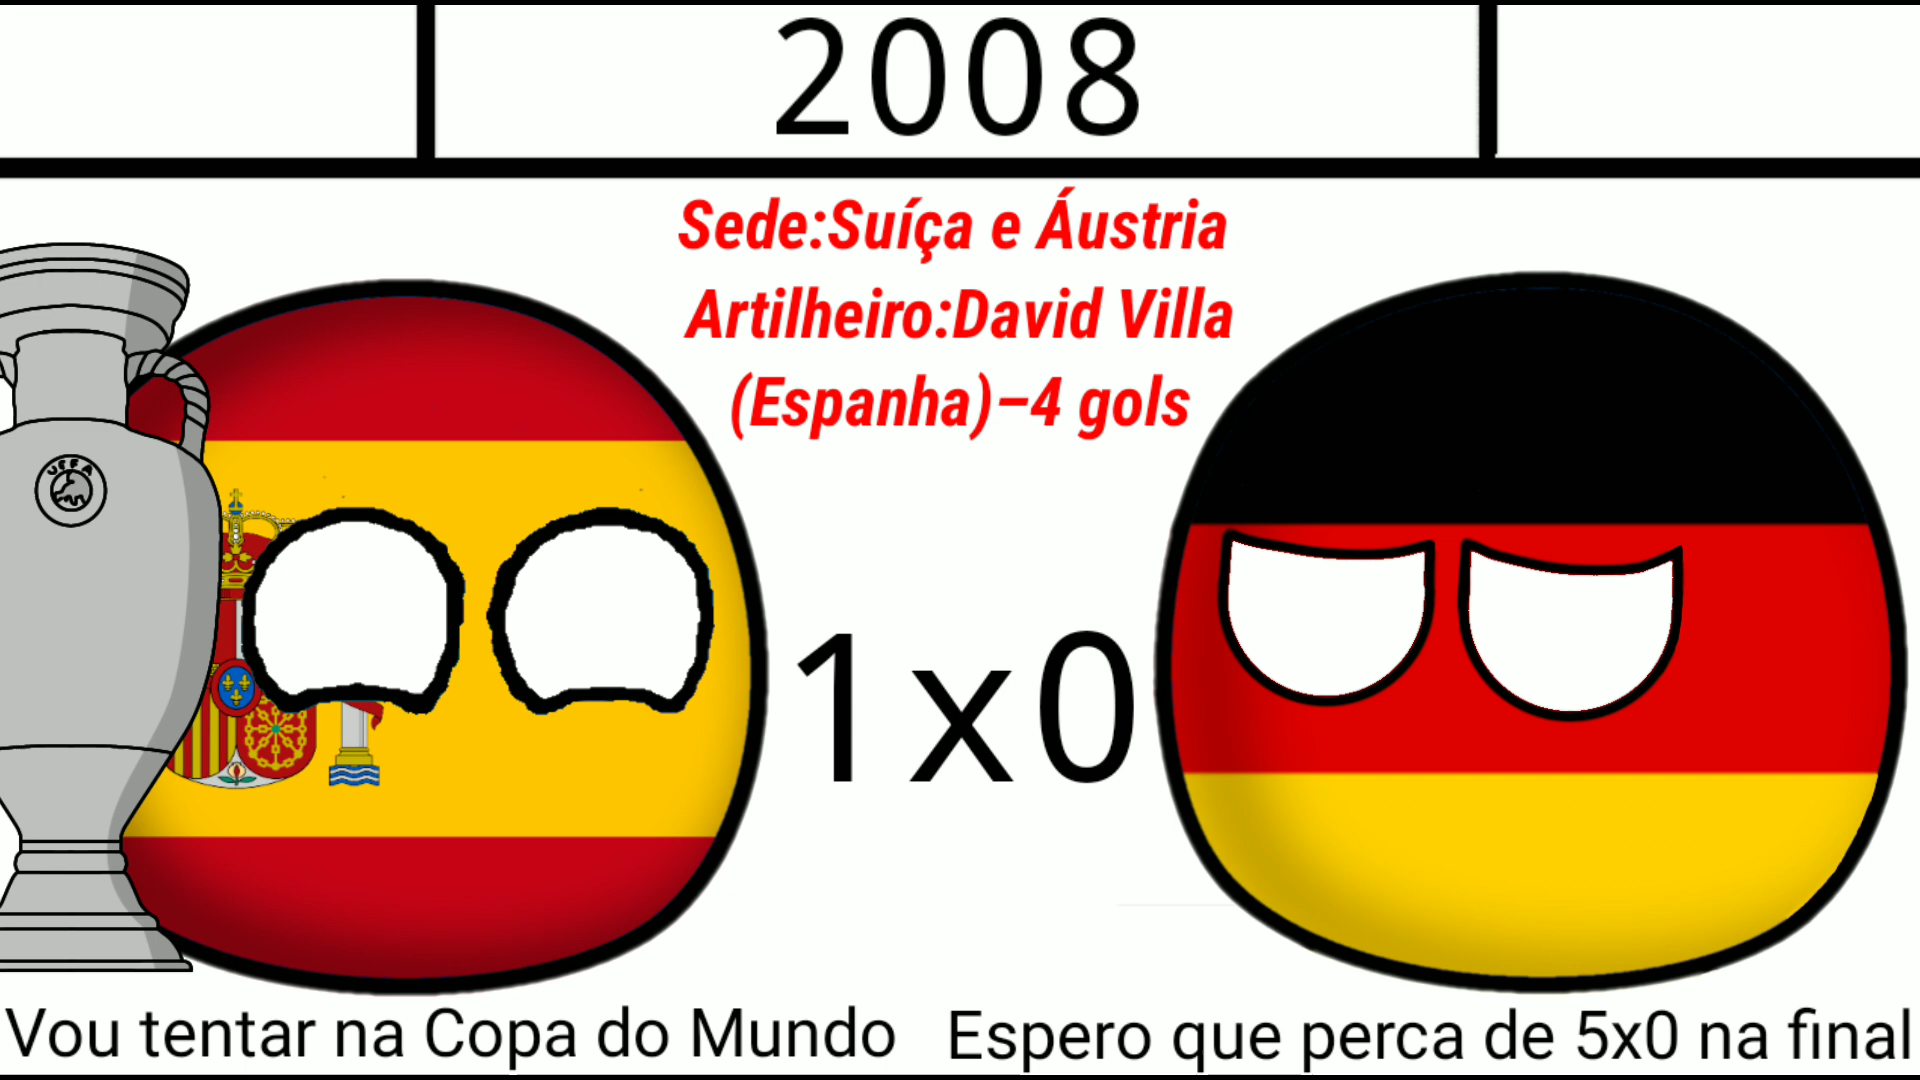 2008
Sede:Suíça e Áustria
Artilheiro:David Villa
(Espanha)–4 gols
UEFA
1x0
Vou tentar na Copa do Mundo
Espero que perca de 5x0 na final